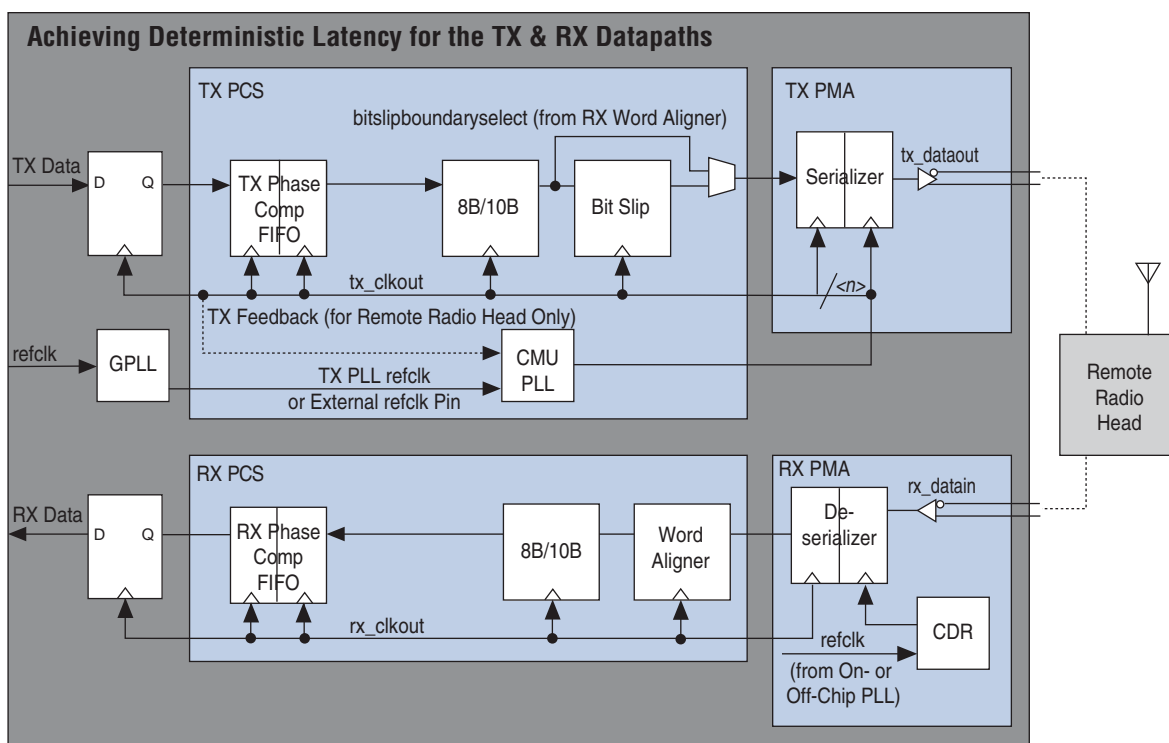 Achieving Deterministic Latency for the TX & RX Datapaths
TX PCS
TX PMA
bitslipboundaryselect (from RX Word Aligner)
TX Data
D
Q
TX Phase
Comp
FIFO
8B/10B
Bit Slip
Serializer
tx_dataout
tx_clkout
<n>
TX Feedback (for Remote Radio Head Only)
refclk
GPLL
TX PLL refclk
or External refclk Pin
CMU
PLL
Remote
Radio
Head
RX PCS
RX PMA
RX Data
D
Q
RX Phase
Comp
FIFO
8B/10B
Word
Aligner
De-
serializer
rx_datain
rx_clkout
refclk
(from On- or
Off-Chip PLL)
CDR